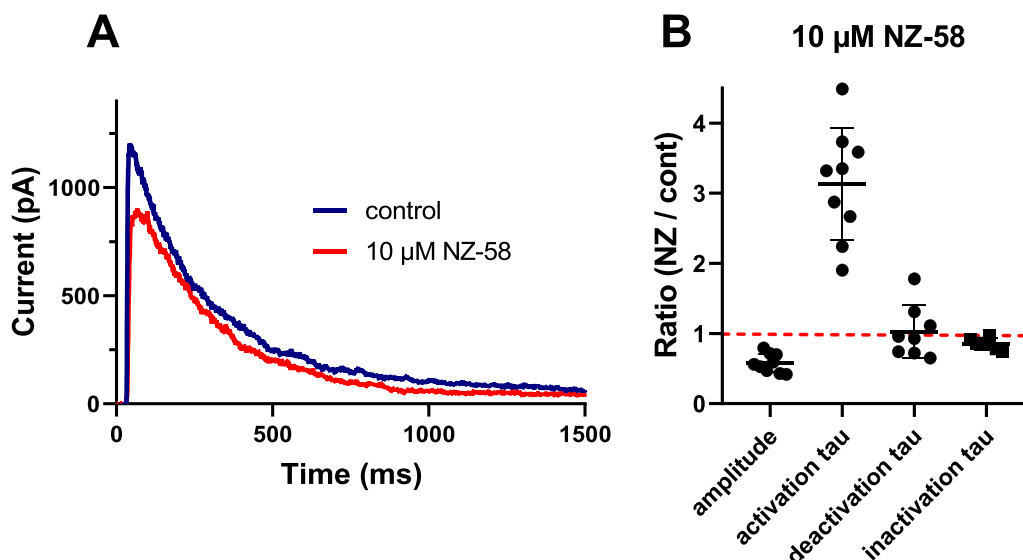 A
Current (pA)
1000
500
0
0
500
1000
1500
Time (ms)
control
10 µM NZ-58
B
10 µM NZ-58
Ratio (NZ / cont)
4
3
2
1
0
amplitude
activation tau
deactivation tau
inactivation tau